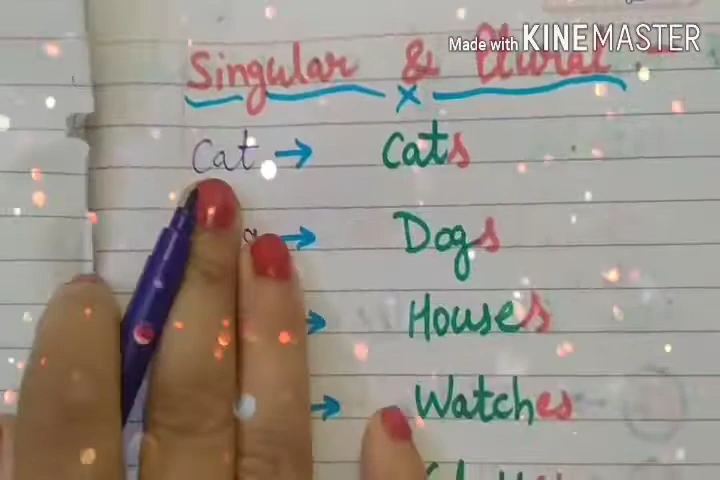 Made with KINEMASTER
Singular & Plural
Cat → Cats
→ Dogs
→ Houses
→ Watches